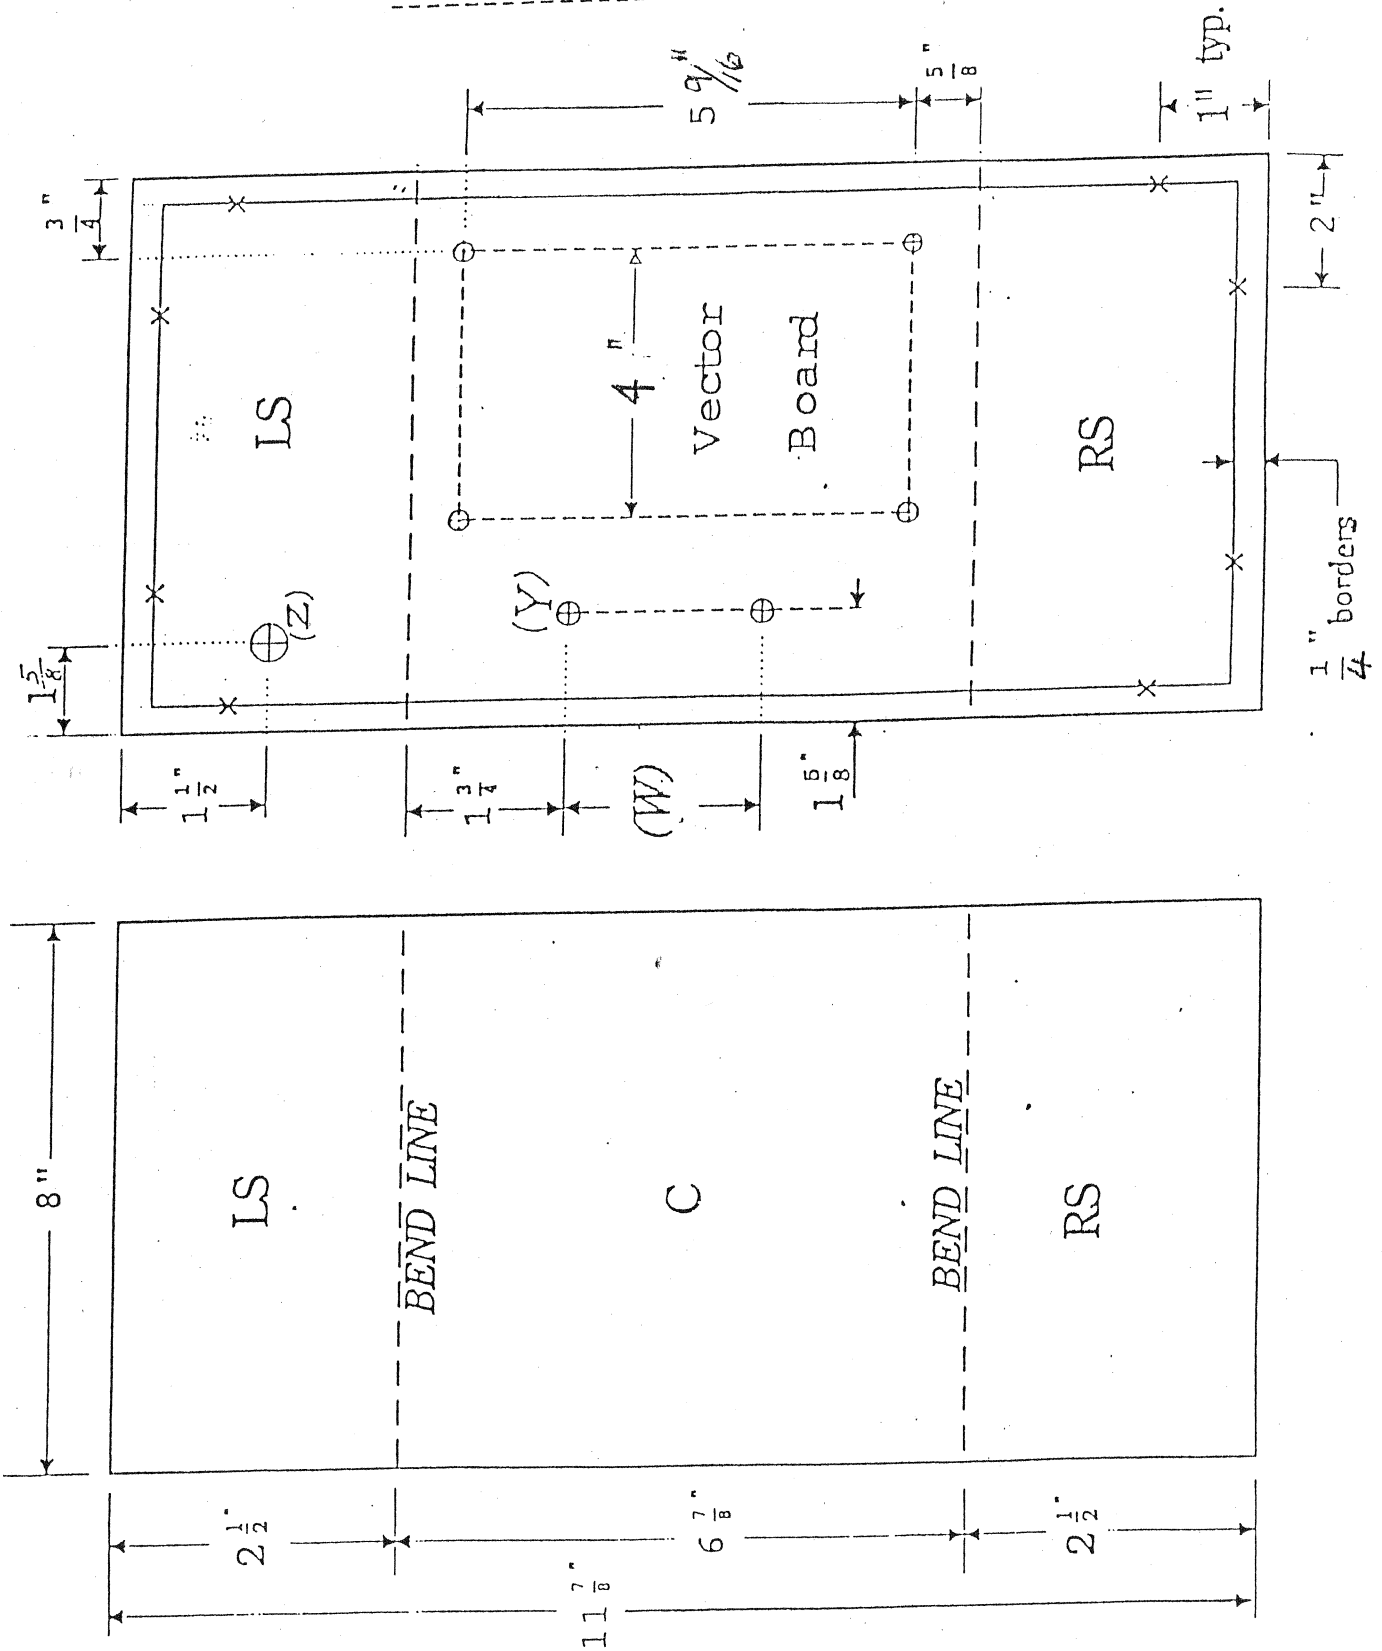 8"
LS
BEND LINE
C
BEND LINE
RS
2 1/2"
6 7/8"
2 1/2"
11 7/8"
3/4"
1 5/8"
LS
(Z)
1 1/2"
(Y)
1 3/4"
(W)
1 5/8"
4"
Vector
Board
5 9/16"
5/8"
RS
1" typ.
2"
1/4" borders